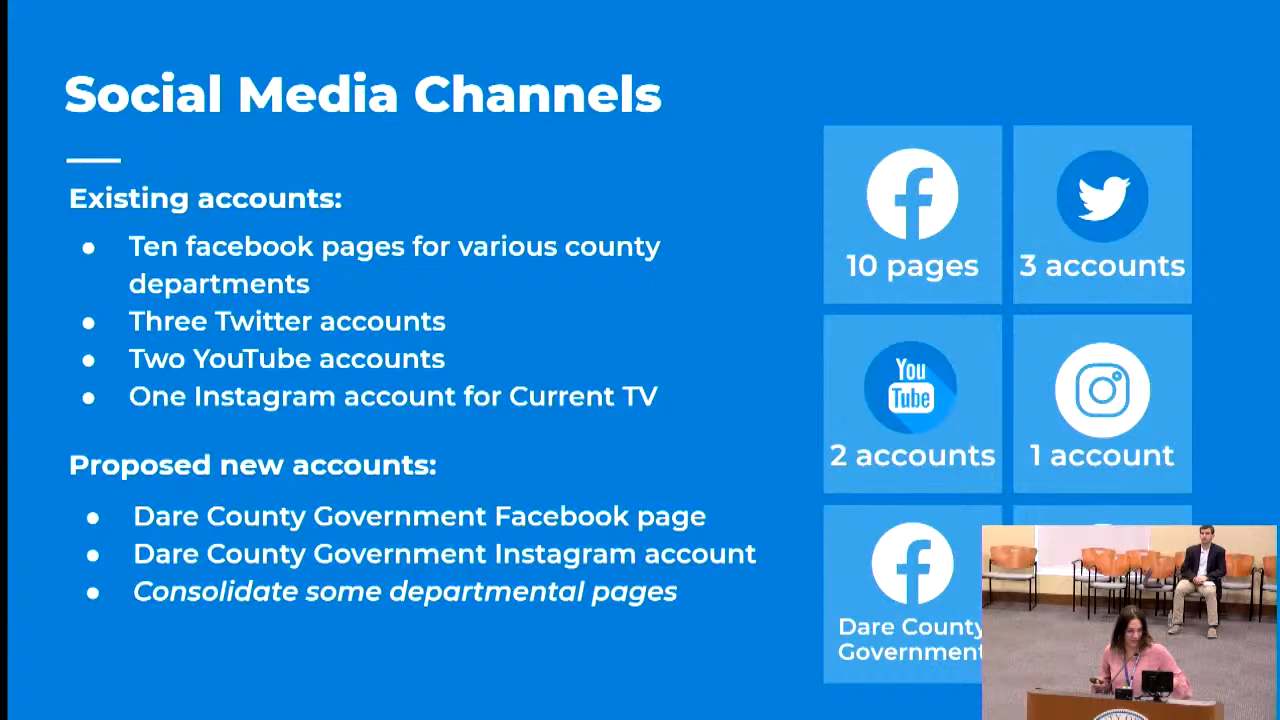 Social Media Channels
Existing accounts:
● Ten facebook pages for various county
departments
● Three Twitter accounts
● Two YouTube accounts
● One Instagram account for Current TV
Proposed new accounts:
● Dare County Government Facebook page
● Dare County Government Instagram account
● Consolidate some departmental pages
10 pages
3 accounts
You
Tube
2 accounts
1 account
Dare County
Government